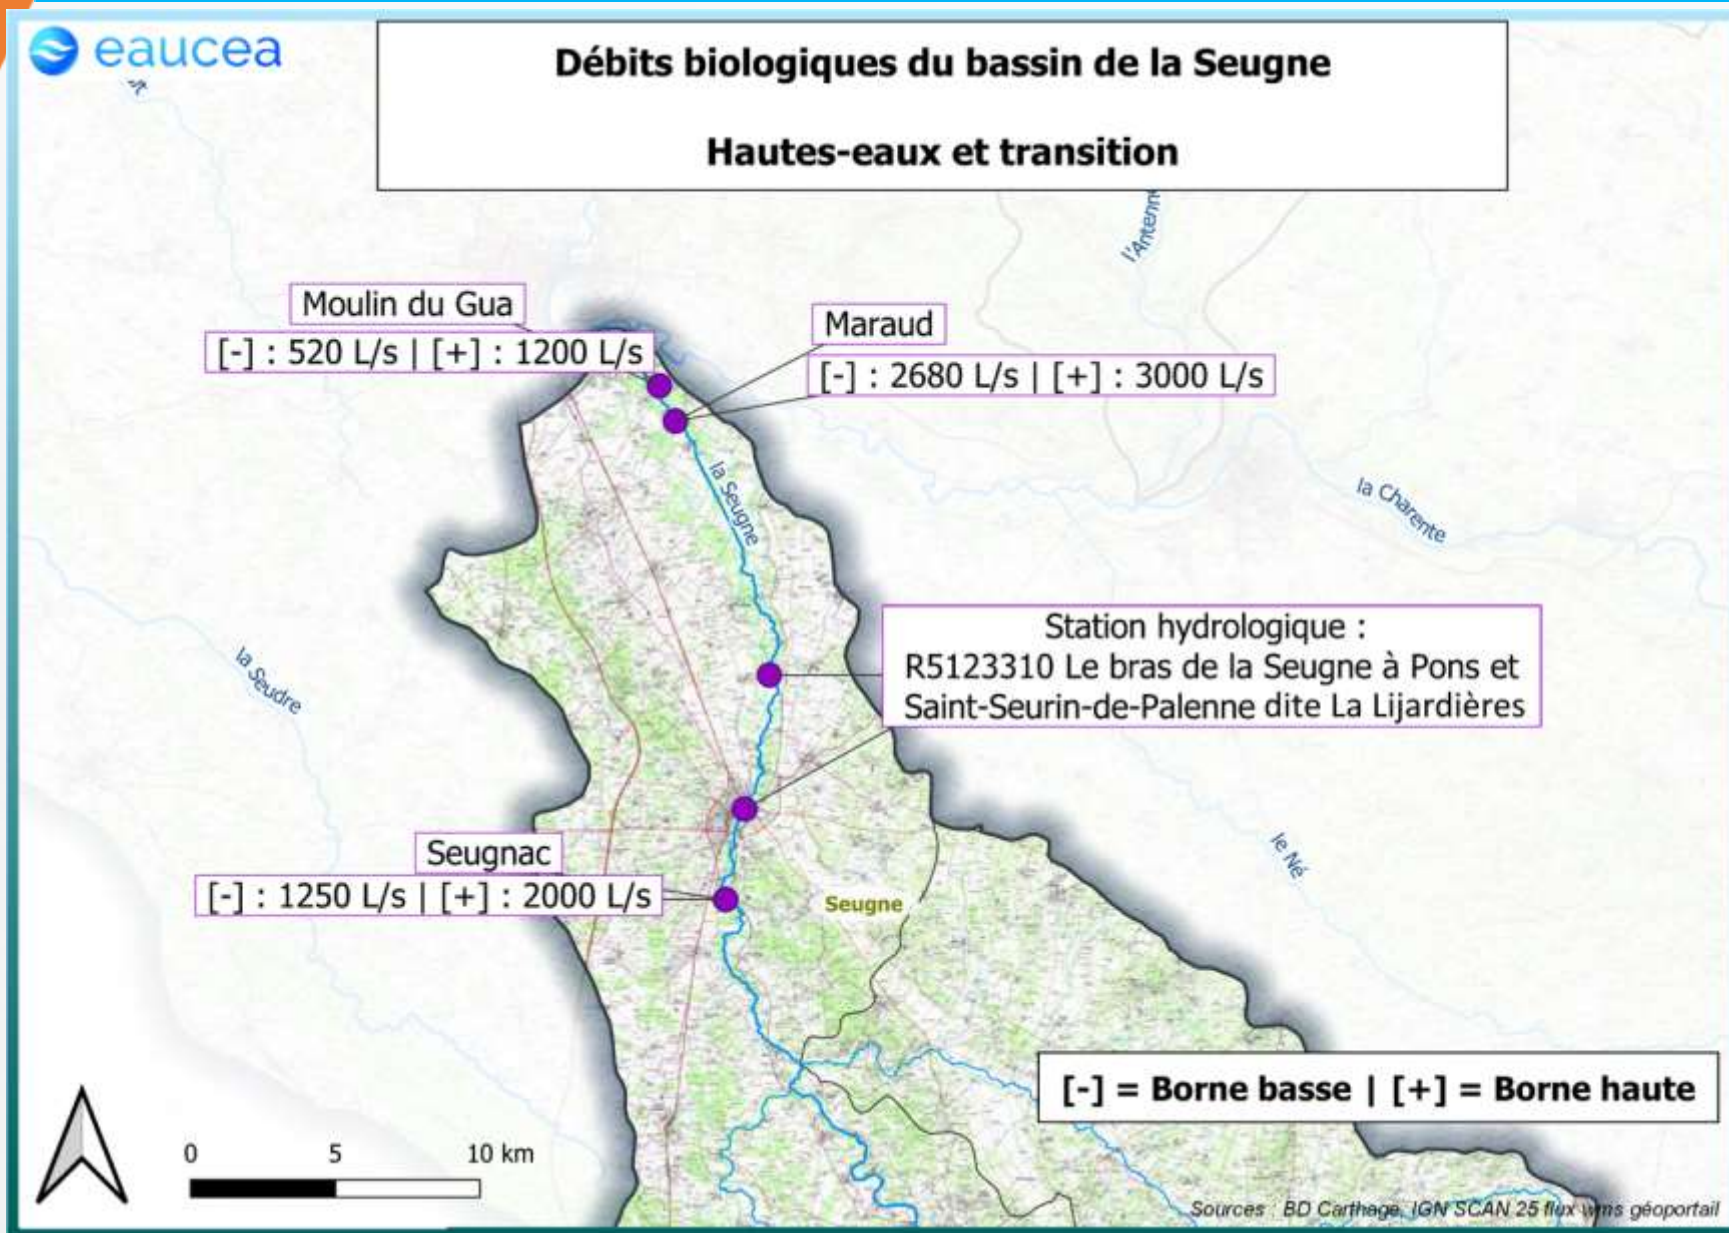 eaucea
Débits biologiques du bassin de la Seugne
Hautes-eaux et transition
l'Antenne
Moulin du Gua
[-] : 520 L/s | [+] : 1200 L/s
Maraud
[-] : 2680 L/s | [+] : 3000 L/s
la Seugne
la Charente
la Seudre
Station hydrologique :
R5123310 Le bras de la Seugne à Pons et
Saint-Seurin-de-Palenne dite La Lijardières
Seugnac
[-] : 1250 L/s | [+] : 2000 L/s
Seugne
le Né
[-] = Borne basse | [+] = Borne haute
0 5 10 km
Sources : BD Carthage, IGN SCAN 25 flux wms géoportail